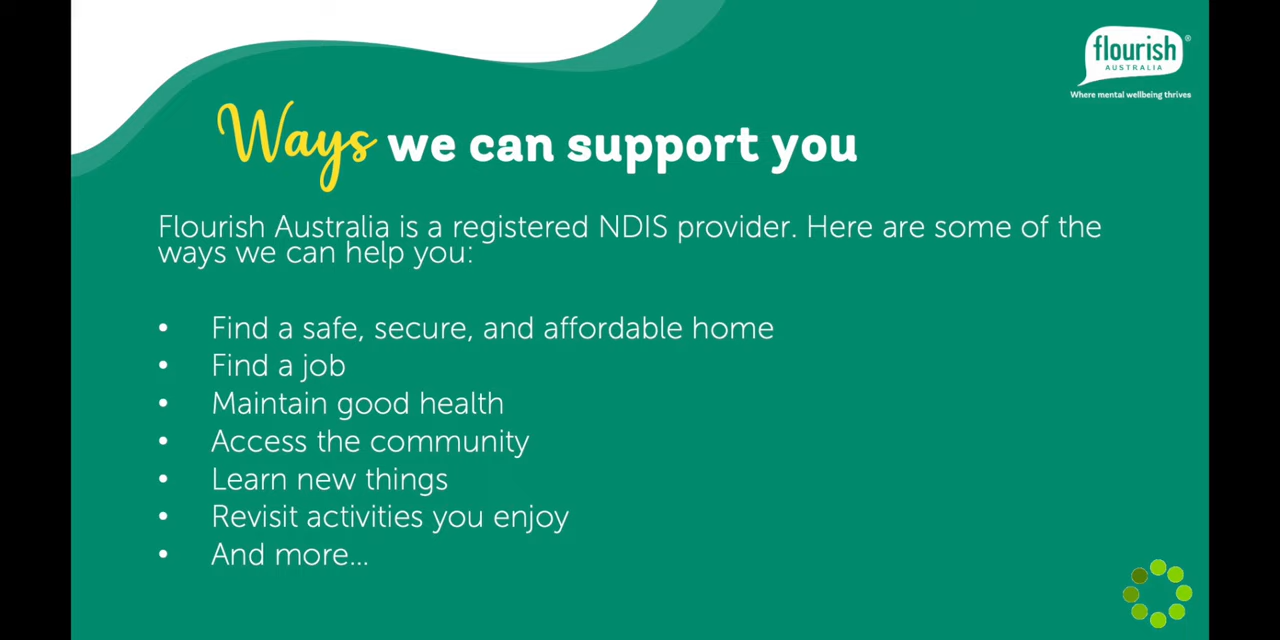 flourish
AUSTRALIA
Where mental wellbeing thrives
Ways we can support you
Flourish Australia is a registered NDIS provider. Here are some of the
ways we can help you:
• Find a safe, secure, and affordable home
• Find a job
• Maintain good health
• Access the community
• Learn new things
• Revisit activities you enjoy
• And more...